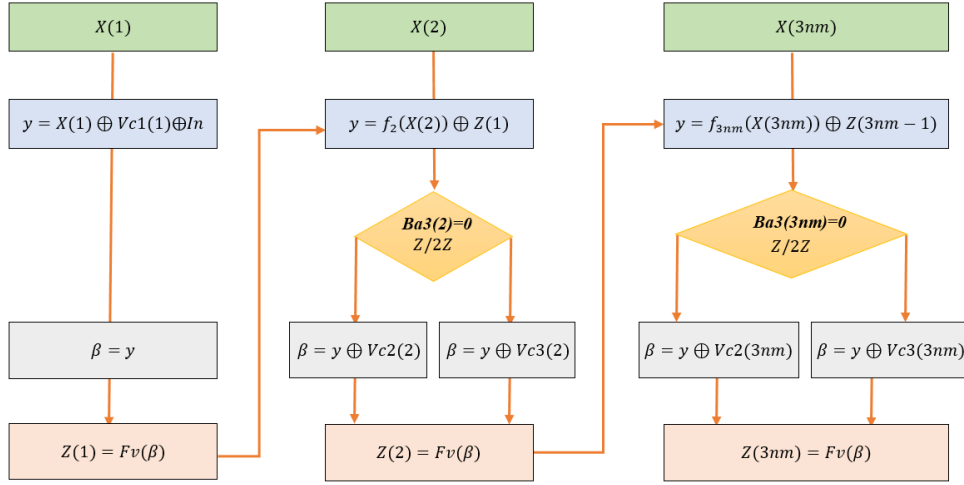 X(1)
X(2)
X(3nm)
y = X(1) ⊕ Vc1(1)⊕In
y = f₂(X(2)) ⊕ Z(1)
y = f₃ₙₘ(X(3nm)) ⊕ Z(3nm − 1)
Ba3(2)=0
Z/2Z
Ba3(3nm)=0
Z/2Z
β = y
β = y ⊕ Vc2(2)
β = y ⊕ Vc3(2)
β = y ⊕ Vc2(3nm)
β = y ⊕ Vc3(3nm)
Z(1) = Fv(β)
Z(2) = Fv(β)
Z(3nm) = Fv(β)